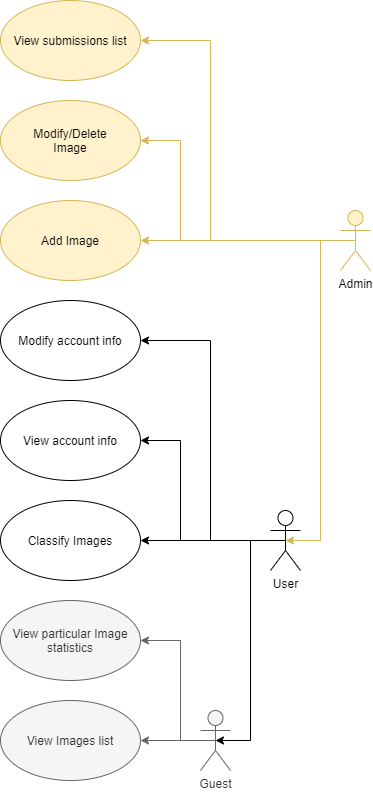 View submissions list
Modify/Delete
Image
Add Image
Admin
Modify account info
View account info
Classify Images
User
View particular Image
statistics
View Images list
Guest